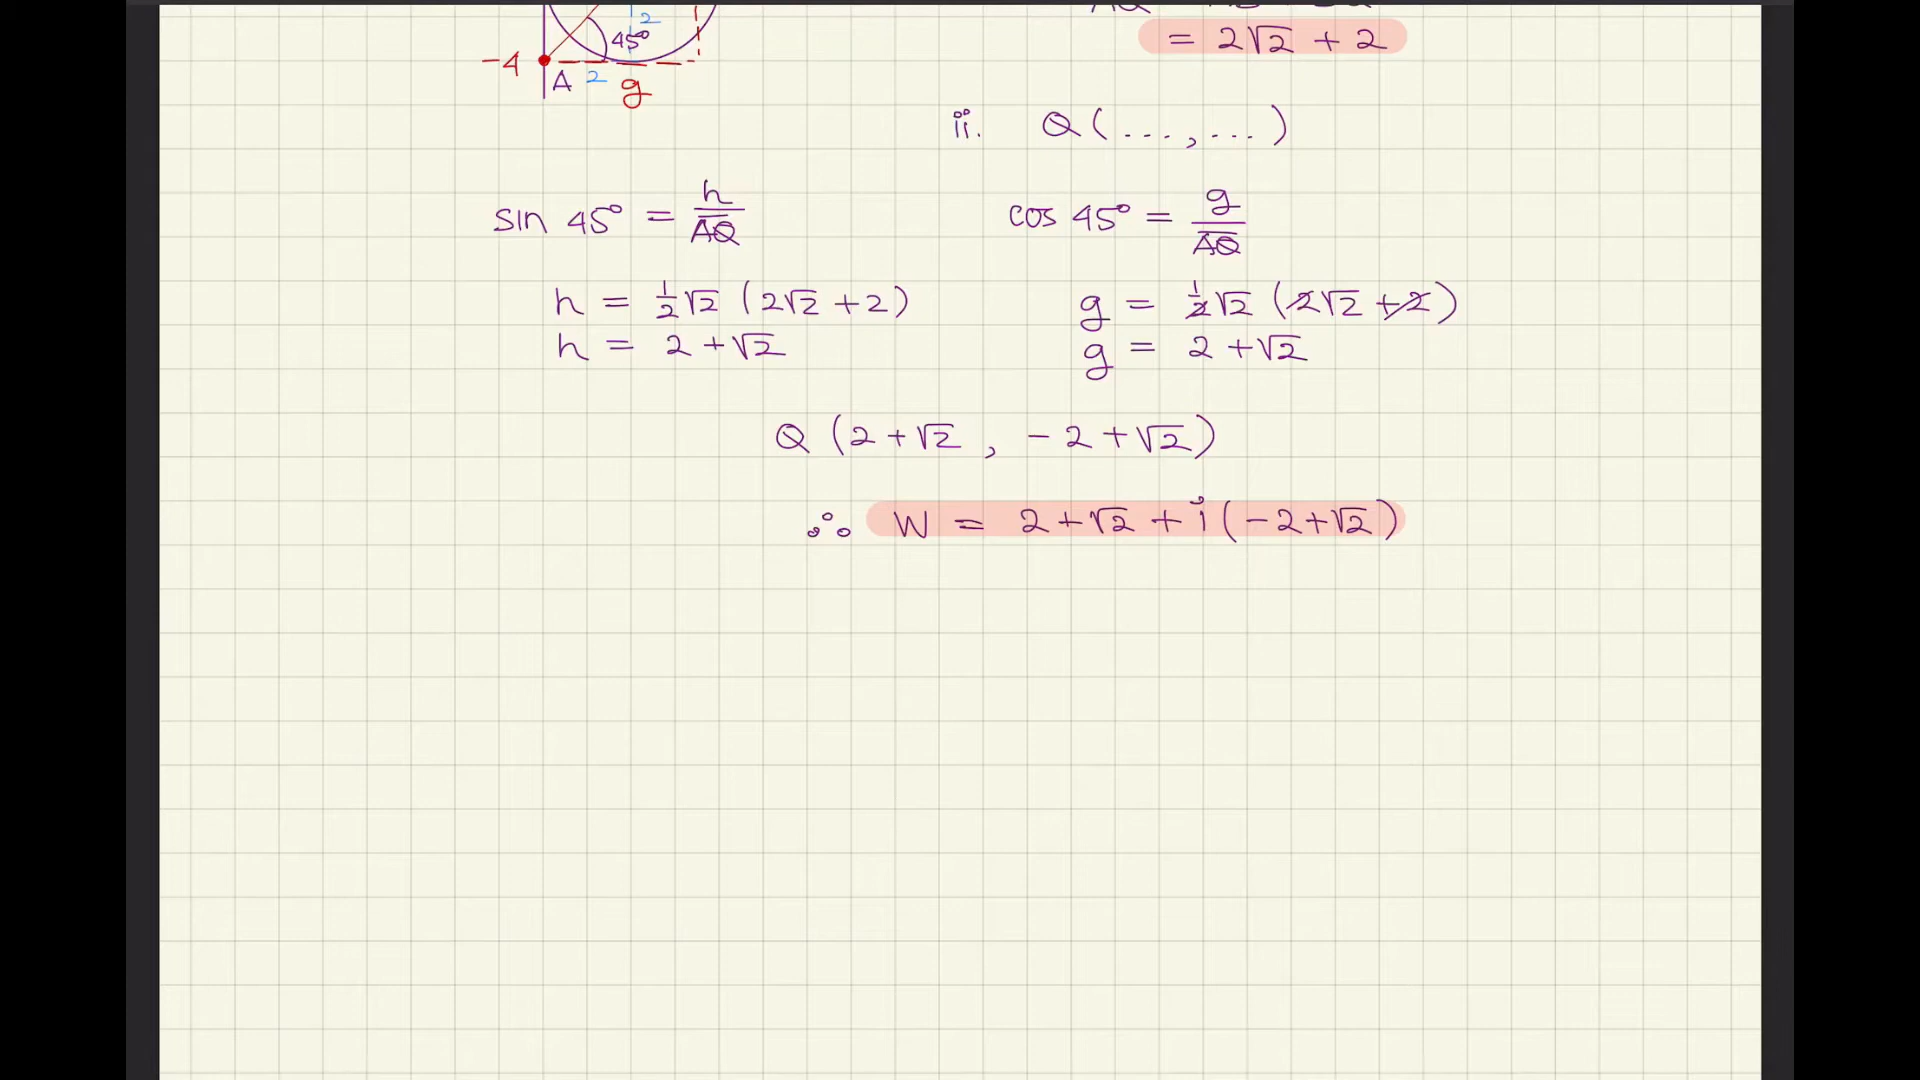 = 2√2 + 2
2
45°
-4
A
2
g
ii. Q (..., ...)
sin 45° = h/AQ
cos 45° = g/AQ
h = ½√2 (2√2 + 2)
g = ½√2 (2√2 + 2)
h = 2 + √2
g = 2 + √2
Q (2 + √2 , - 2 + √2)
∴ W = 2 + √2 + i (- 2 + √2)